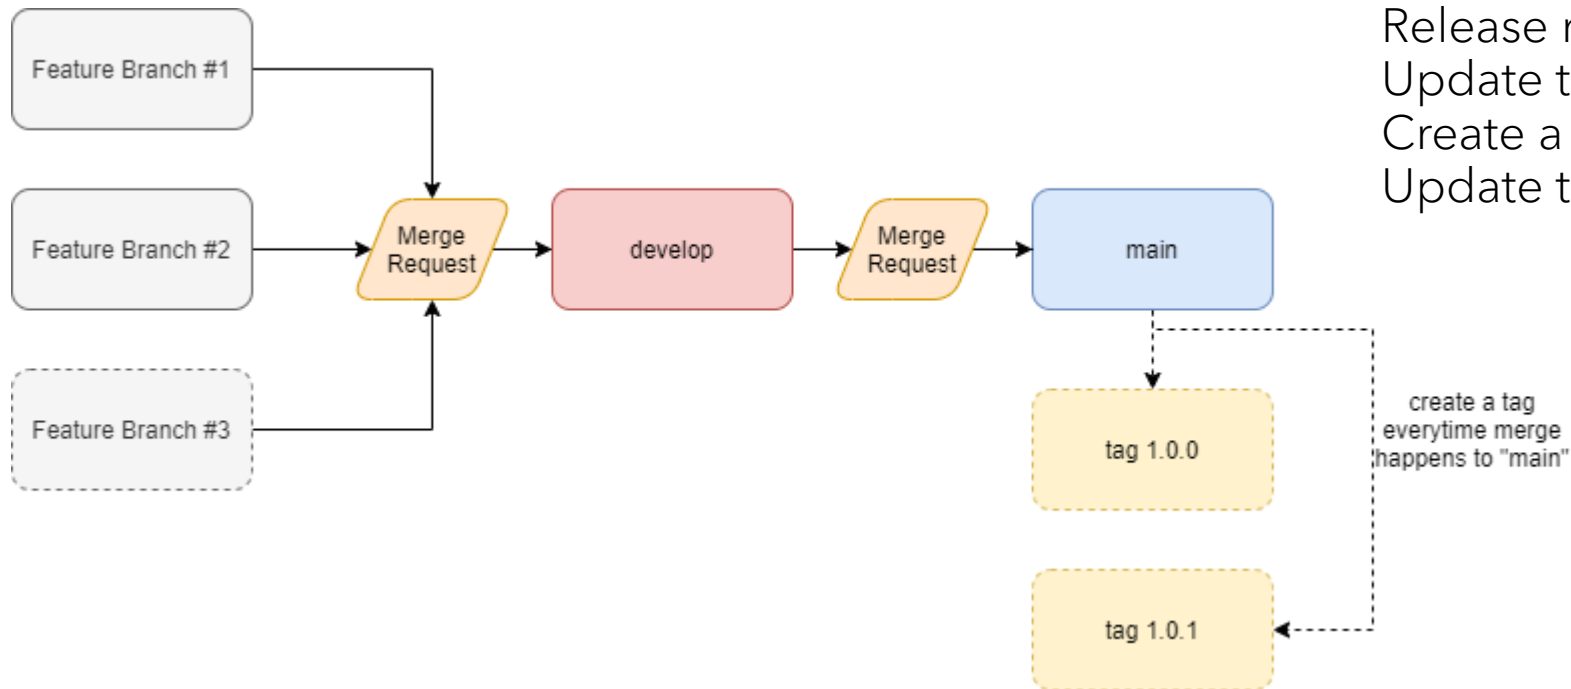 Release
Update
Create a
Update
Feature Branch #1
Feature Branch #2
Merge
Request
develop
Merge
Request
main
Feature Branch #3
create a tag
everytime merge
happens to "main"
tag 1.0.0
tag 1.0.1